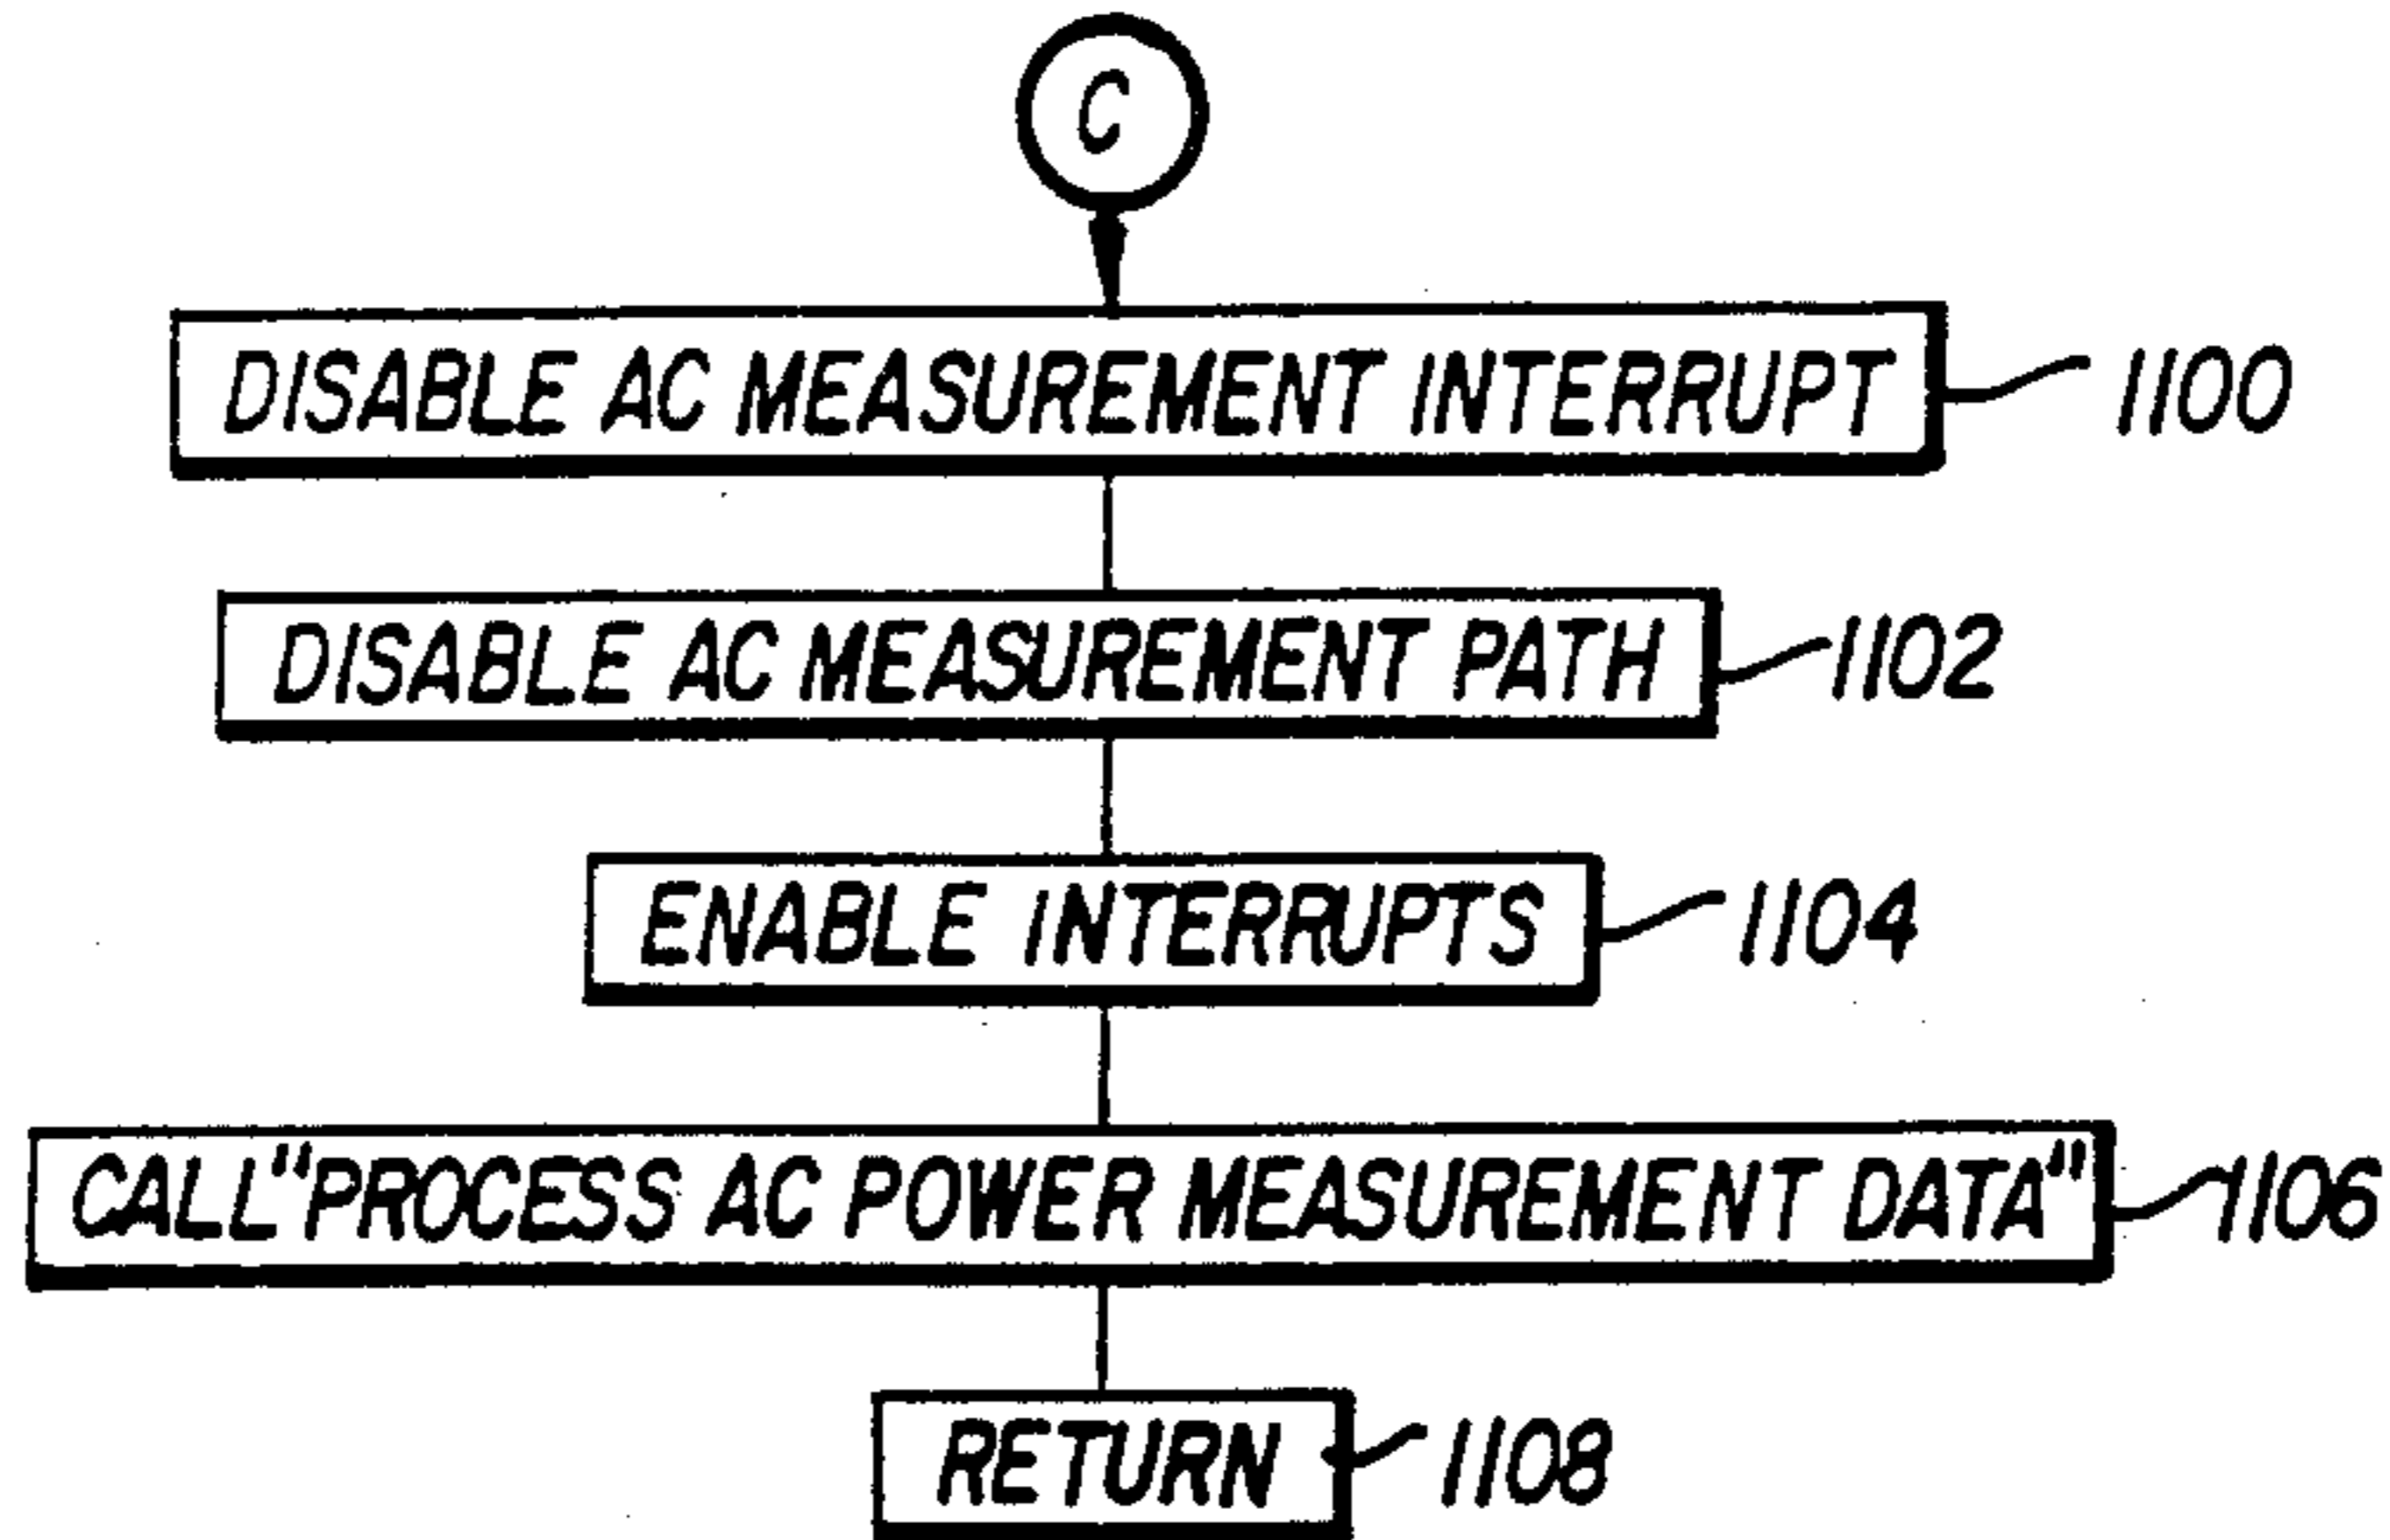 C
DISABLE AC MEASUREMENT INTERRUPT 1100
DISABLE AC MEASUREMENT PATH 1102
ENABLE INTERRUPTS 1104
CALL"PROCESS AC POWER MEASUREMENT DATA" 1106
RETURN 1108